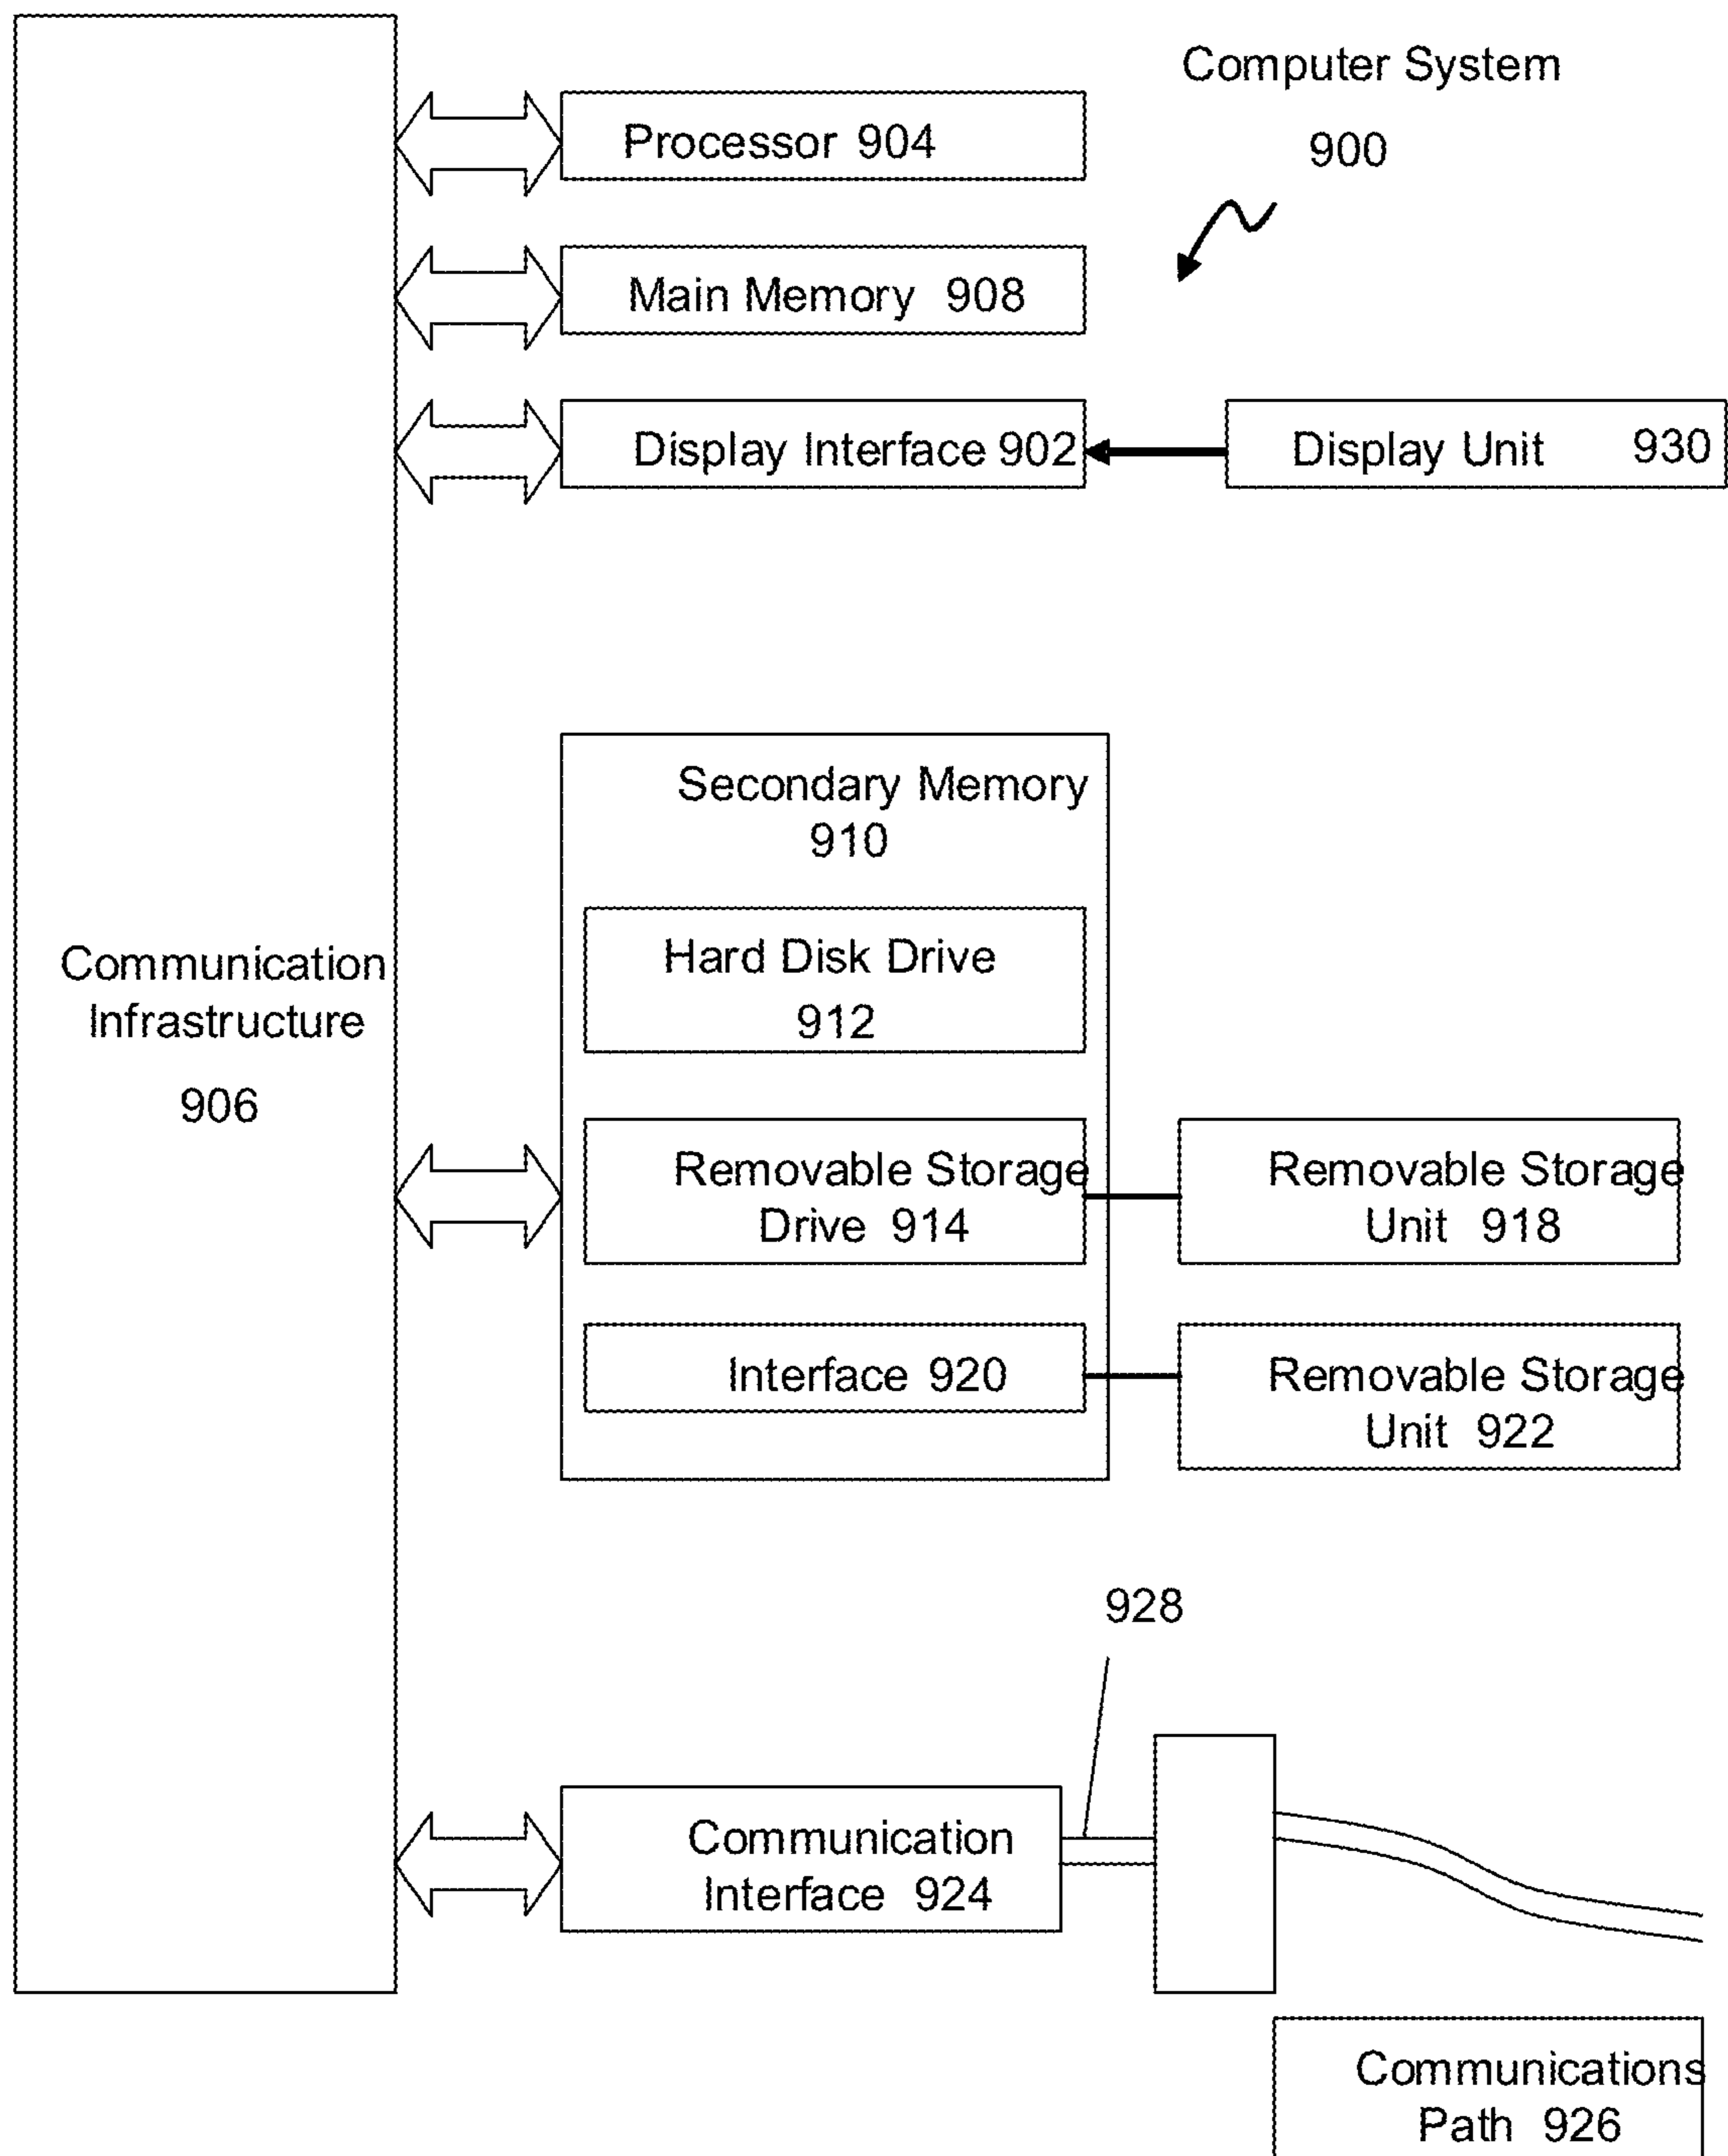 Computer System
900
Processor 904
Main Memory 908
Display Interface 902
Display Unit 930
Secondary Memory
910
Hard Disk Drive
912
Communication
Infrastructure
906
Removable Storage
Drive 914
Removable Storage
Unit 918
Interface 920
Removable Storage
Unit 922
928
Communication
Interface 924
Communications
Path 926